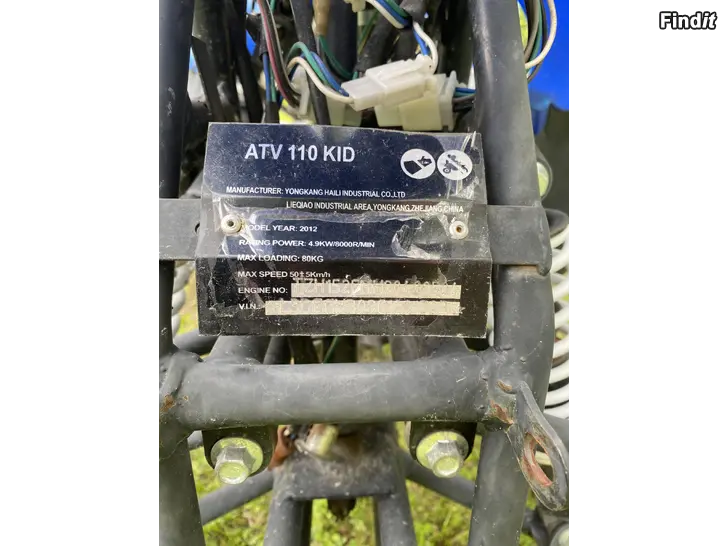 Findit
ATV 110 KID
MANUFACTURER: YONGKANG HAILI INDUSTRIAL CO.,LTD
LIEQIAO INDUSTRIAL AREA,YONGKANG,ZHEJIANG,CHINA
MODEL YEAR: 2012
RATING POWER: 4.9KW/8000R/MIN
MAX LOADING: 80KG
MAX SPEED 50±5Km/h
ENGINE NO:
V.I.N.: